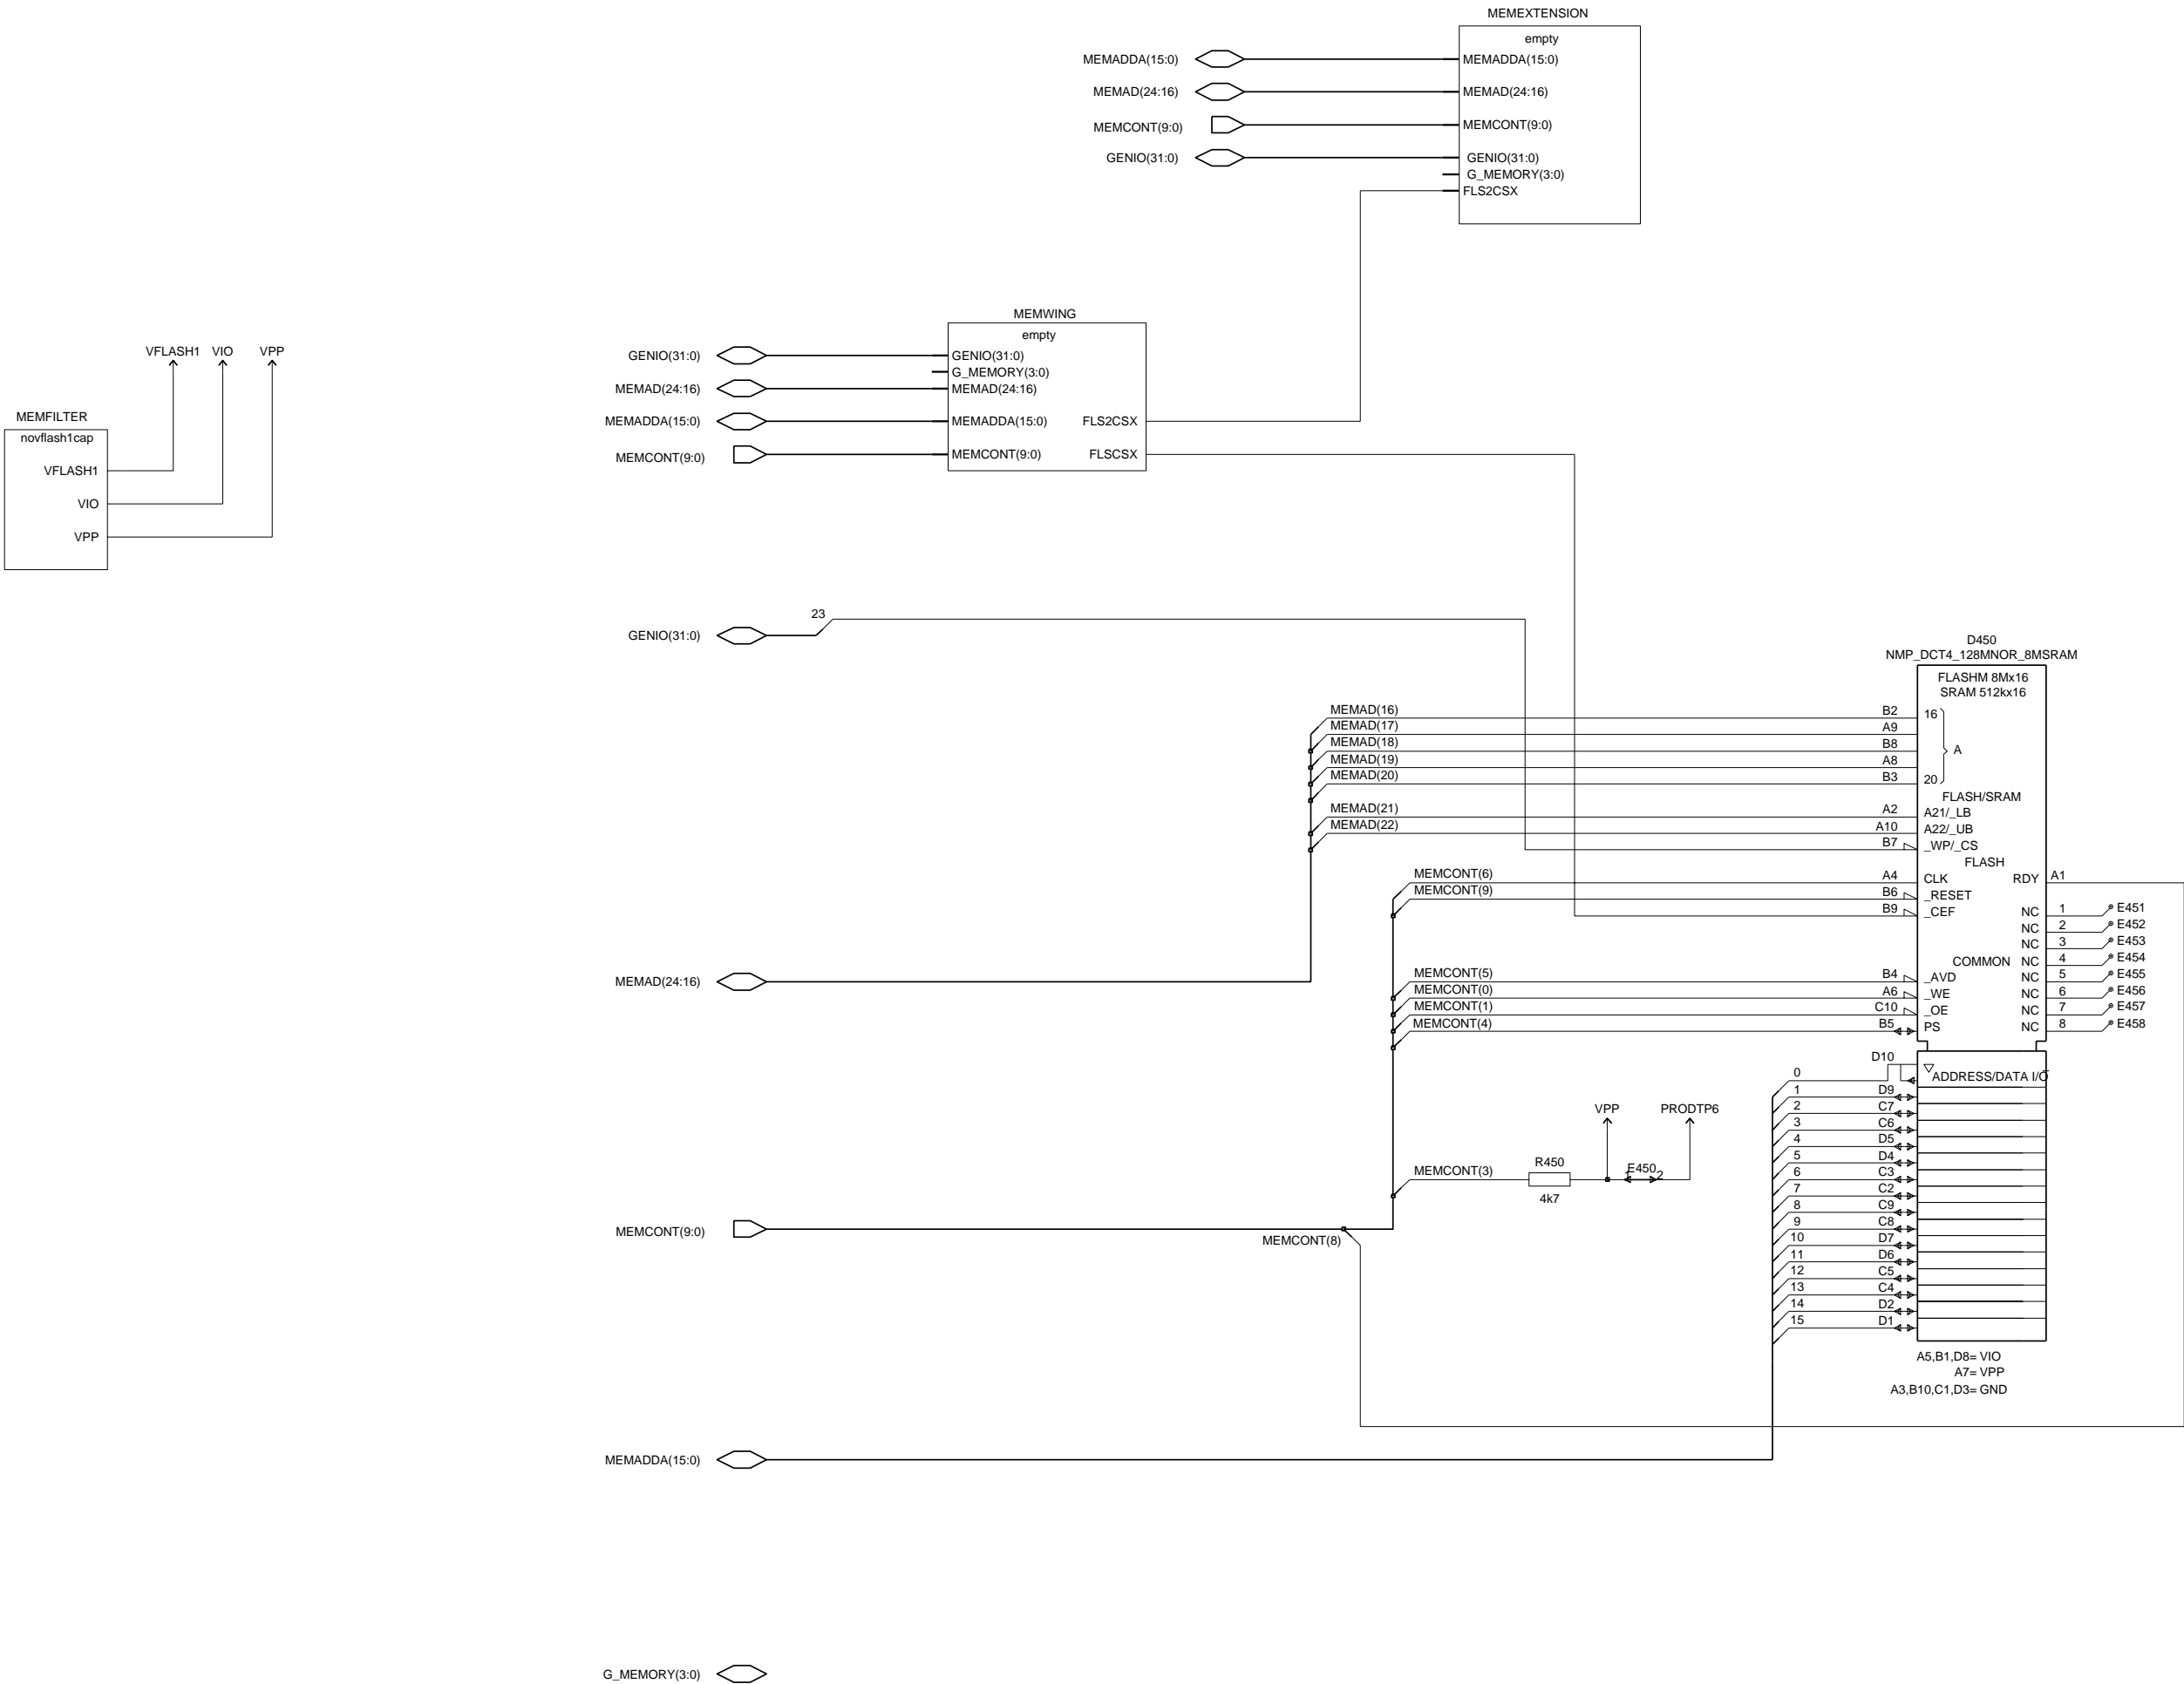 MEMEXTENSION
empty
MEMADDA(15:0) MEMADDA(15:0)
MEMAD(24:16) MEMAD(24:16)
MEMCONT(9:0) MEMCONT(9:0)
GENIO(31:0) GENIO(31:0)
G_MEMORY(3:0)
FLS2CSX
MEMWING
empty
GENIO(31:0) GENIO(31:0)
G_MEMORY(3:0)
MEMAD(24:16) MEMAD(24:16)
MEMADDA(15:0) MEMADDA(15:0) FLS2CSX
MEMCONT(9:0) MEMCONT(9:0) FLSCSX
VFLASH1 VIO VPP
MEMFILTER
novflash1cap
VFLASH1
VIO
VPP
23
GENIO(31:0)
D450
NMP_DCT4_128MNOR_8MSRAM
FLASHM 8Mx16
SRAM 512kx16
MEMAD(16) B2 16
MEMAD(17) A9
MEMAD(18) B8 A
MEMAD(19) A8
MEMAD(20) B3 20
FLASH/SRAM
MEMAD(21) A2 A21/_LB
MEMAD(22) A10 A22/_UB
B7 _WP/_CS
FLASH
MEMCONT(6) A4 CLK RDY A1
MEMCONT(9) B6 _RESET
B9 _CEF NC 1 E451
NC 2 E452
NC 3 E453
COMMON NC 4 E454
MEMAD(24:16)
MEMCONT(5) B4 _AVD NC 5 E455
MEMCONT(0) A6 _WE NC 6 E456
MEMCONT(1) C10 _OE NC 7 E457
MEMCONT(4) B5 PS NC 8 E458
D10
0 ADDRESS/DATA I/O
1 D9
2 C7
3 C6
4 D5
5 D4
6 C3
7 C2
8 C9
9 C8
10 D7
11 D6
12 C5
13 C4
14 D2
15 D1
VPP PRODTP6
MEMCONT(3) R450 E450
1 2
4k7
MEMCONT(9:0)
MEMCONT(8)
A5,B1,D8= VIO
A7= VPP
A3,B10,C1,D3= GND
MEMADDA(15:0)
G_MEMORY(3:0)